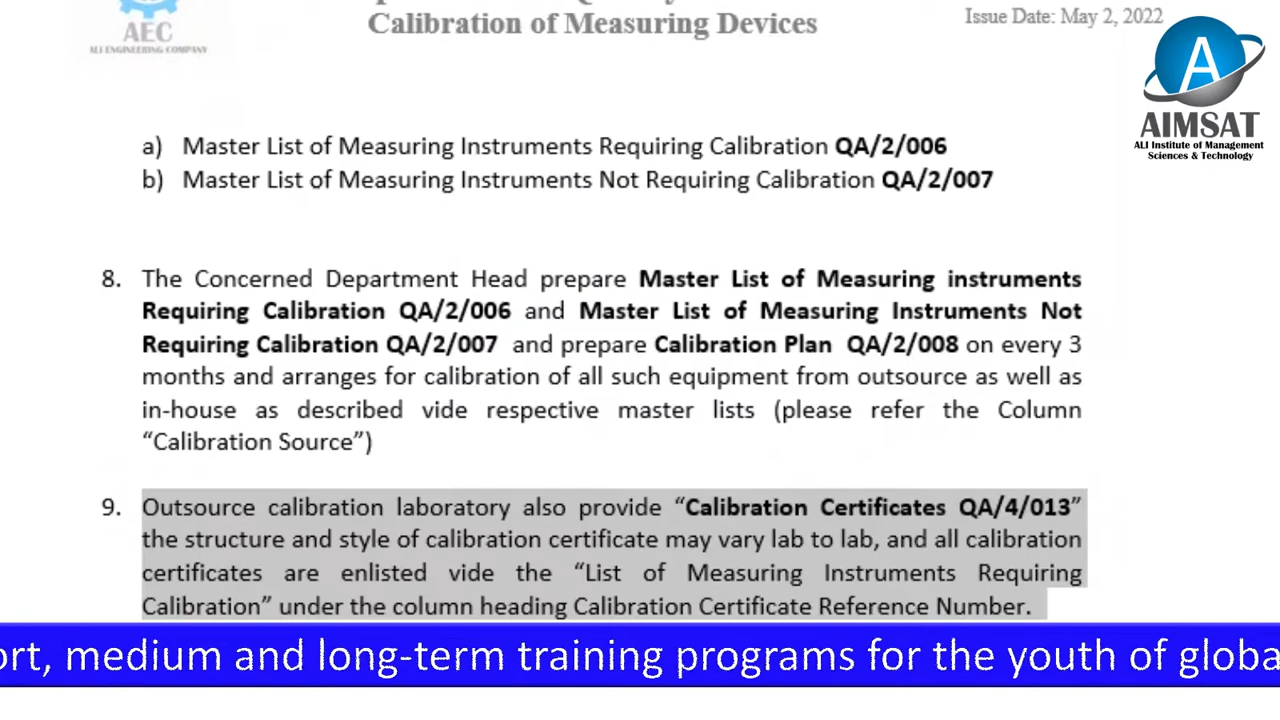 AEC
ALI ENGINEERING COMPANY
Calibration of Measuring Devices
Issue Date: May 2, 2022
A
AIMSAT
ALI Institute of Management
Sciences & Technology
a) Master List of Measuring Instruments Requiring Calibration QA/2/006
b) Master List of Measuring Instruments Not Requiring Calibration QA/2/007
8. The Concerned Department Head prepare Master List of Measuring instruments
Requiring Calibration QA/2/006 and Master List of Measuring Instruments Not
Requiring Calibration QA/2/007 and prepare Calibration Plan QA/2/008 on every 3
months and arranges for calibration of all such equipment from outsource as well as
in-house as described vide respective master lists (please refer the Column
“Calibration Source”)
9. Outsource calibration laboratory also provide “Calibration Certificates QA/4/013”
the structure and style of calibration certificate may vary lab to lab, and all calibration
certificates are enlisted vide the “List of Measuring Instruments Requiring
Calibration” under the column heading Calibration Certificate Reference Number.
ort, medium and long-term training programs for the youth of globa